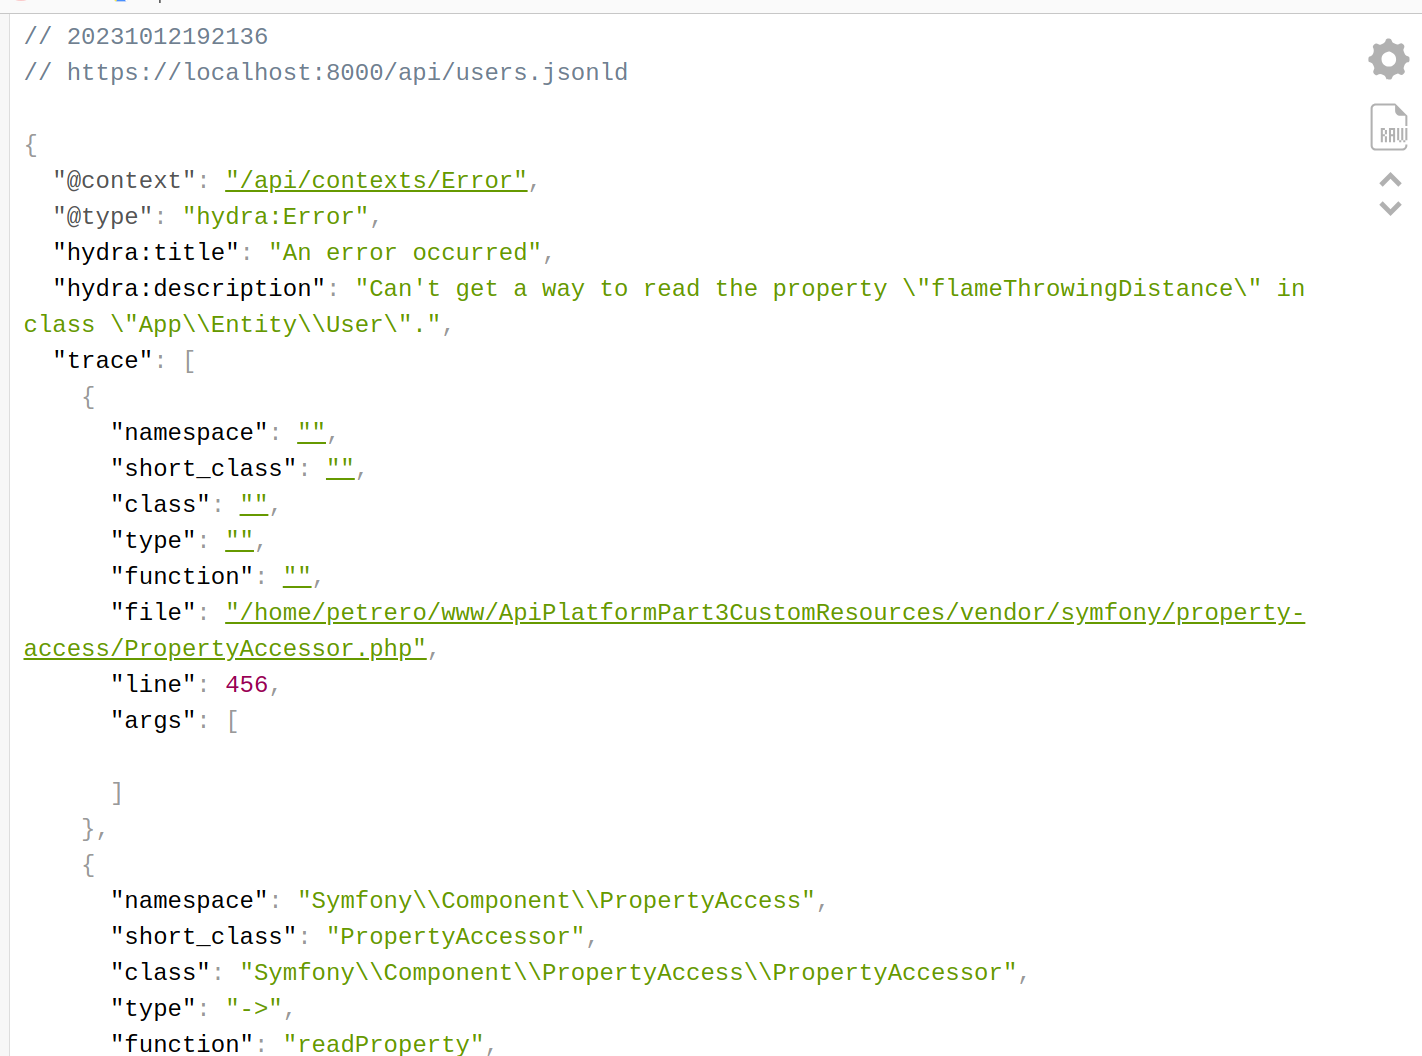 // 20231012192136
// https://localhost:8000/api/users.jsonld
{
"@context": "/api/contexts/Error",
"@type": "hydra:Error",
"hydra:title": "An error occurred",
"hydra:description": "Can't get a way to read the property \"flameThrowingDistance\" in
class \"App\\Entity\\User\".",
"trace": [
{
"namespace": "",
"short_class": "",
"class": "",
"type": "",
"function": "",
"file": "/home/petrero/www/ApiPlatformPart3CustomResources/vendor/symfony/property-
access/PropertyAccessor.php",
"line": 456,
"args": [
]
},
{
"namespace": "Symfony\\Component\\PropertyAccess",
"short_class": "PropertyAccessor",
"class": "Symfony\\Component\\PropertyAccess\\PropertyAccessor",
"type": "->",
"function": "readProperty",
RAW